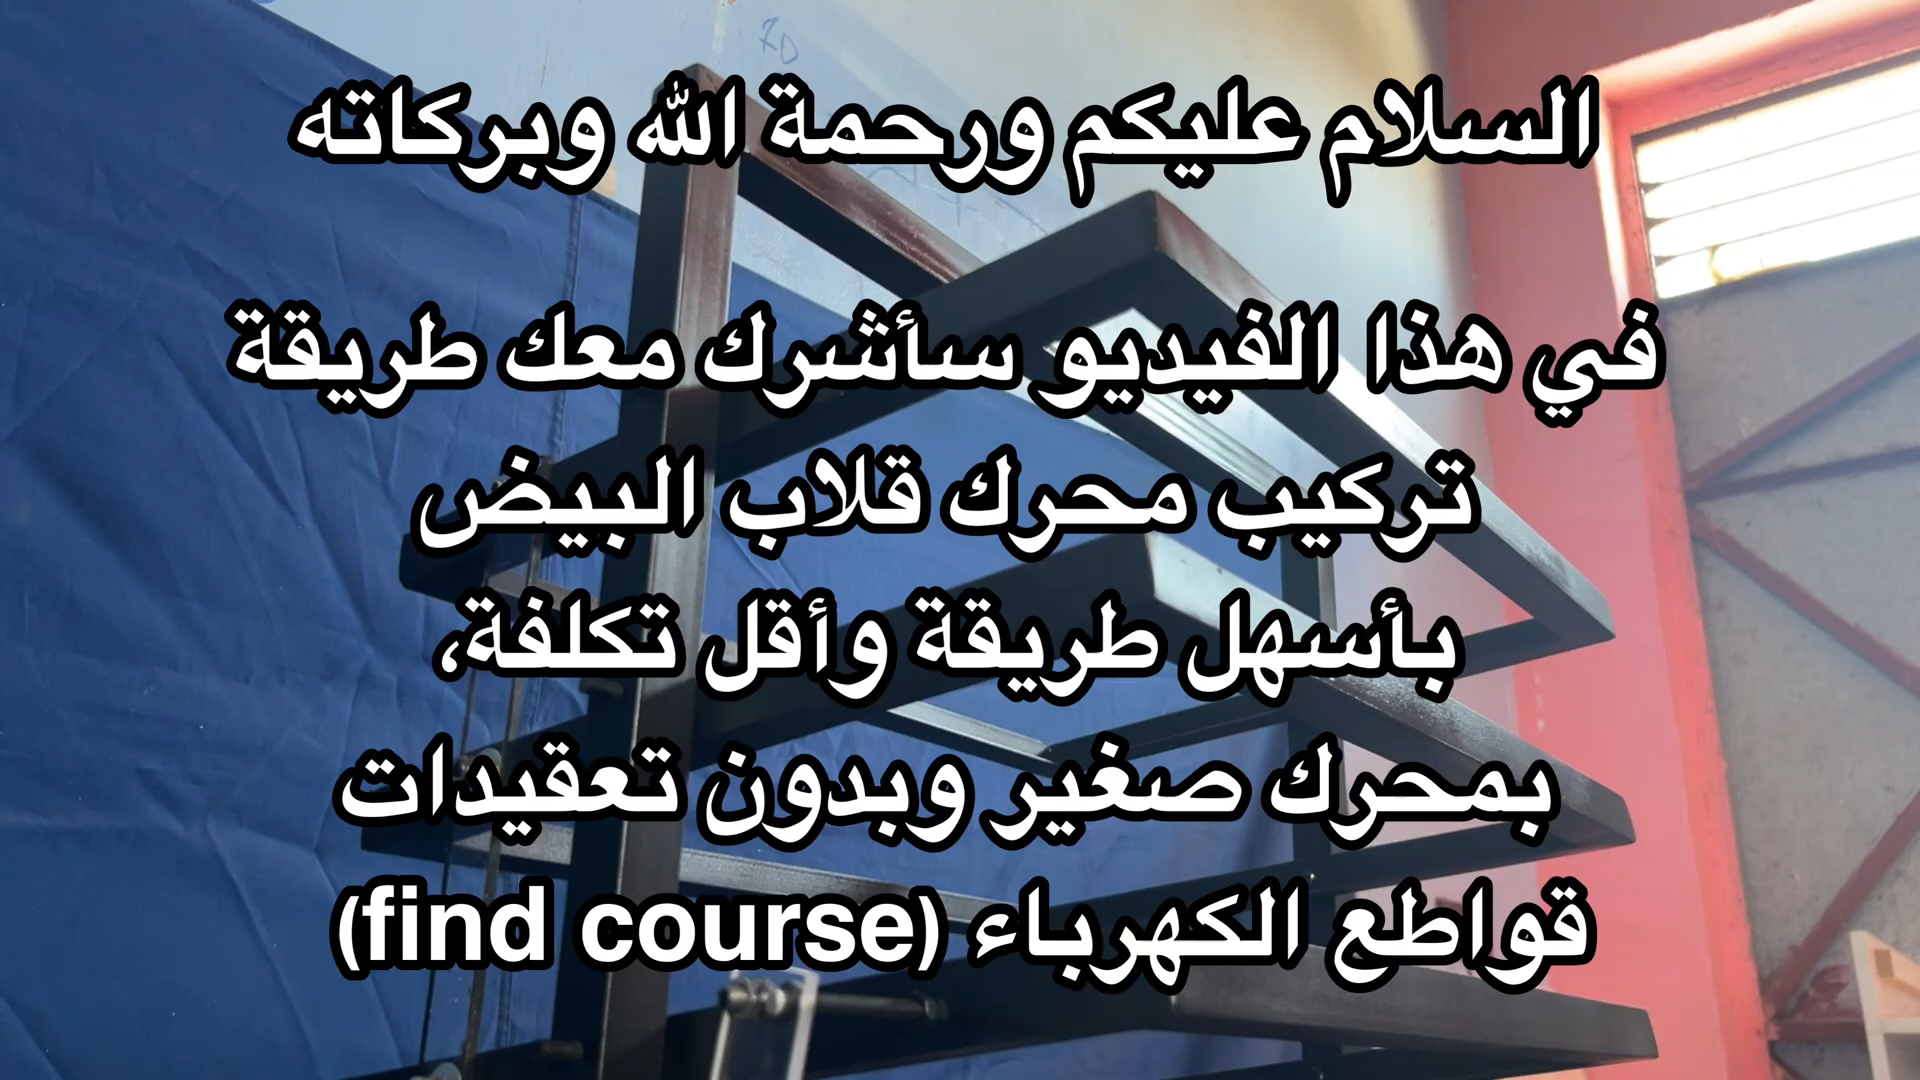 السلام عليكم ورحمة الله وبركاته
في هذا الفيديو سأشرك معك طريقة
تركيب محرك قلاب البيض
بأسهل طريقة وأقل تكلفة،
بمحرك صغير وبدون تعقيدات
قواطع الكهرباء (find course)